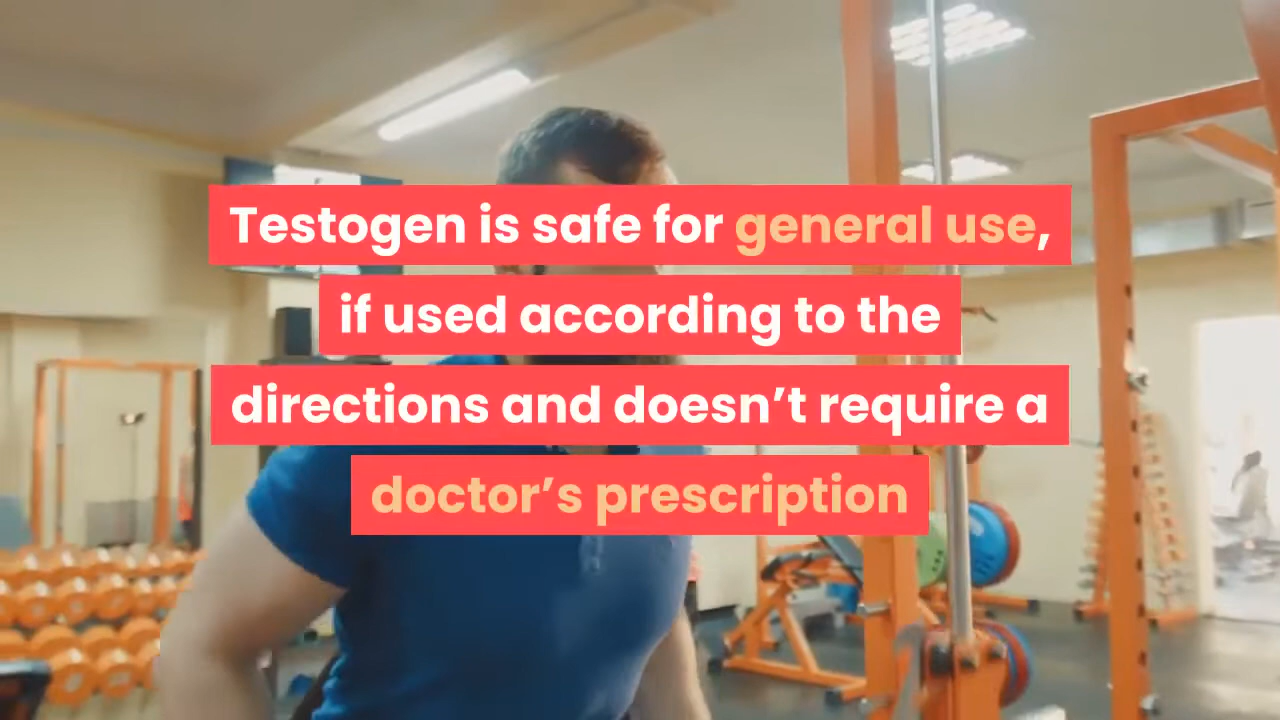 Testogen is safe for general use,
if used according to the
directions and doesn’t require a
doctor’s prescription